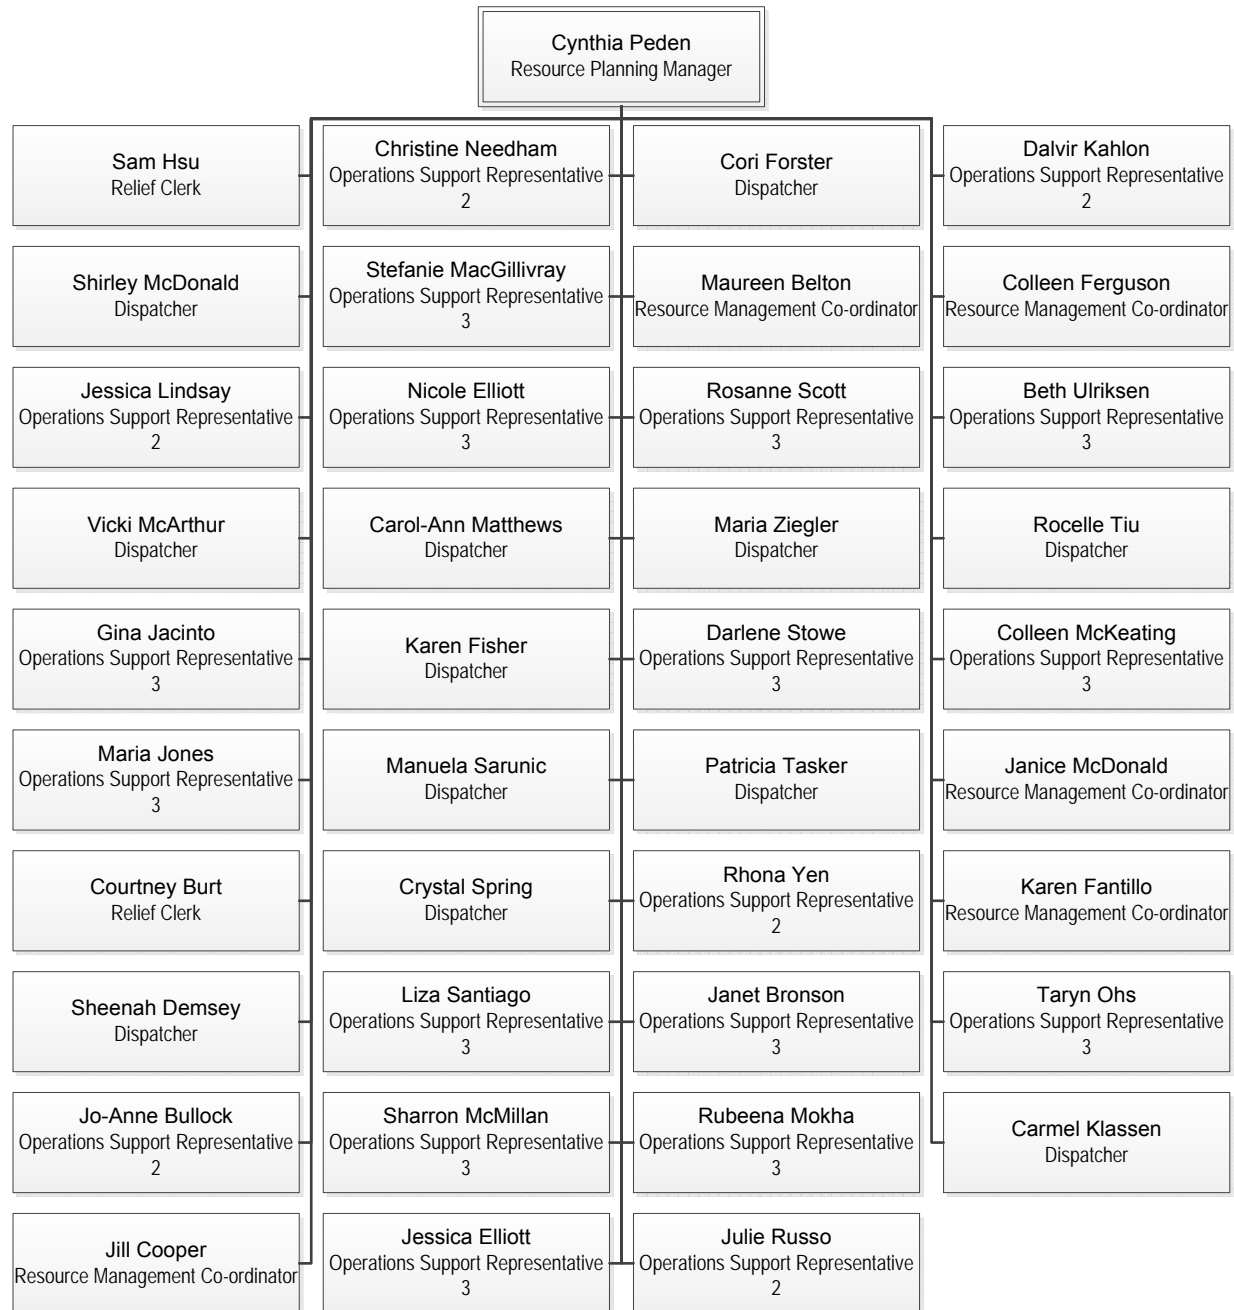 Cynthia Peden
Resource Planning Manager
Sam Hsu
Relief Clerk
Christine Needham
Operations Support Representative
2
Cori Forster
Dispatcher
Dalvir Kahlon
Operations Support Representative
2
Shirley McDonald
Dispatcher
Stefanie MacGillivray
Operations Support Representative
3
Maureen Belton
Resource Management Co-ordinator
Colleen Ferguson
Resource Management Co-ordinator
Jessica Lindsay
Operations Support Representative
2
Nicole Elliott
Operations Support Representative
3
Rosanne Scott
Operations Support Representative
3
Beth Ulriksen
Operations Support Representative
3
Vicki McArthur
Dispatcher
Carol-Ann Matthews
Dispatcher
Maria Ziegler
Dispatcher
Rocelle Tiu
Dispatcher
Gina Jacinto
Operations Support Representative
3
Karen Fisher
Dispatcher
Darlene Stowe
Operations Support Representative
3
Colleen McKeating
Operations Support Representative
3
Maria Jones
Operations Support Representative
3
Manuela Sarunic
Dispatcher
Patricia Tasker
Dispatcher
Janice McDonald
Resource Management Co-ordinator
Courtney Burt
Relief Clerk
Crystal Spring
Dispatcher
Rhona Yen
Operations Support Representative
2
Karen Fantillo
Resource Management Co-ordinator
Sheenah Demsey
Dispatcher
Liza Santiago
Operations Support Representative
3
Janet Bronson
Operations Support Representative
3
Taryn Ohs
Operations Support Representative
3
Jo-Anne Bullock
Operations Support Representative
2
Sharron McMillan
Operations Support Representative
3
Rubeena Mokha
Operations Support Representative
3
Carmel Klassen
Dispatcher
Jill Cooper
Resource Management Co-ordinator
Jessica Elliott
Operations Support Representative
3
Julie Russo
Operations Support Representative
2